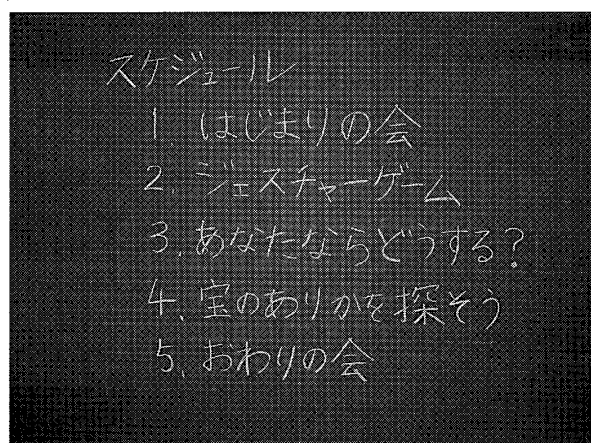 スケジュール
1. はじまりの会
2. ジェスチャーゲーム
3. あなたならどうする?
4. 宝のありかを探そう
5. おわりの会